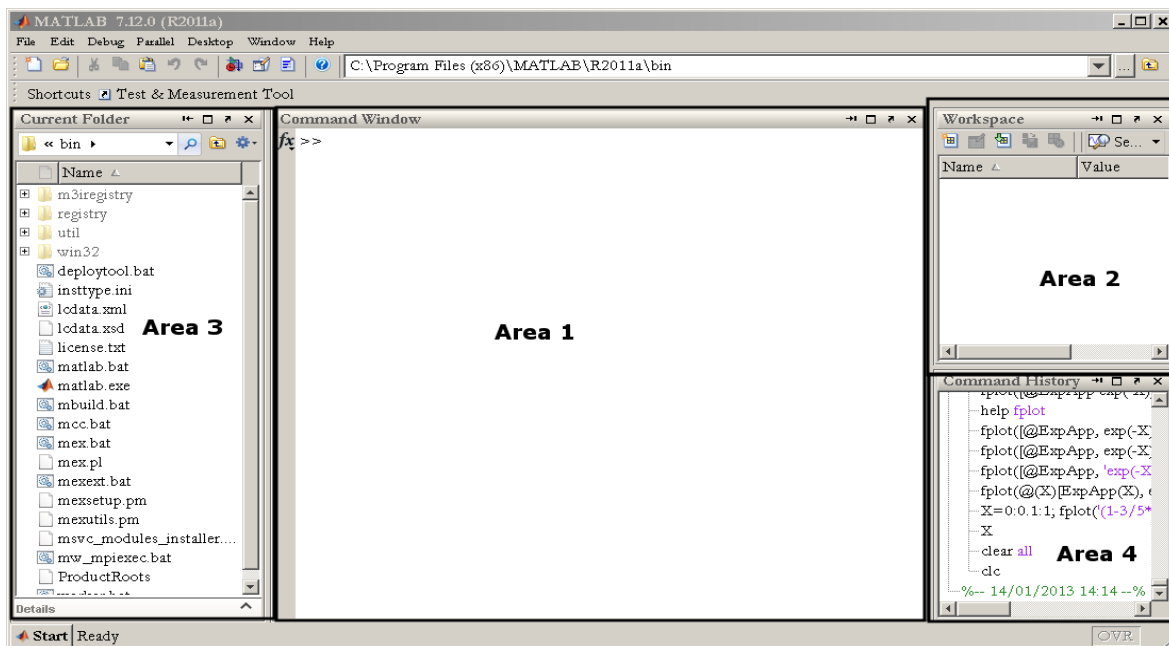 MATLAB 7.12.0 (R2011a)
File Edit Debug Parallel Desktop Window Help
C:\Program Files (x86)\MATLAB\R2011a\bin
Shortcuts Test & Measurement Tool
Current Folder
« bin
Name
m3iregistry
registry
util
win32
deploytool.bat
insttype.ini
lcdata.xml
lcdata.xsd
license.txt
matlab.bat
matlab.exe
mbuild.bat
mcc.bat
mex.bat
mex.pl
mexext.bat
mexsetup.pm
mexutils.pm
msvc_modules_installer....
mw_mpiexec.bat
ProductRoots
Details
Area 3
Command Window
fx >>
Area 1
Workspace
Se...
Name Value
Area 2
Command History
help fplot
fplot([@ExpApp, exp(-X)
fplot([@ExpApp, exp(-X)
fplot([@ExpApp, 'exp(-X
fplot(@(X)[ExpApp(X), e
X=0:0.1:1; fplot('(1-3/5*
X
clear all
clc
%-- 14/01/2013 14:14 --%
Area 4
Start Ready
OVR